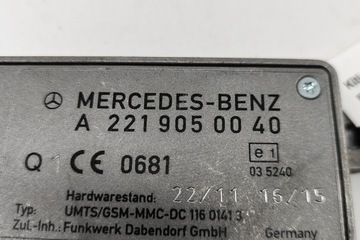 MERCEDES-BENZ
A 221 905 00 40
Q 1 CE 0681 e1
03 5240
Hardwarestand: 22/11 16/15
Typ: UMTS/GSM-MMC-DC 116 0141 3
Zul.-Inh.: Funkwerk Dabendorf GmbH Germany